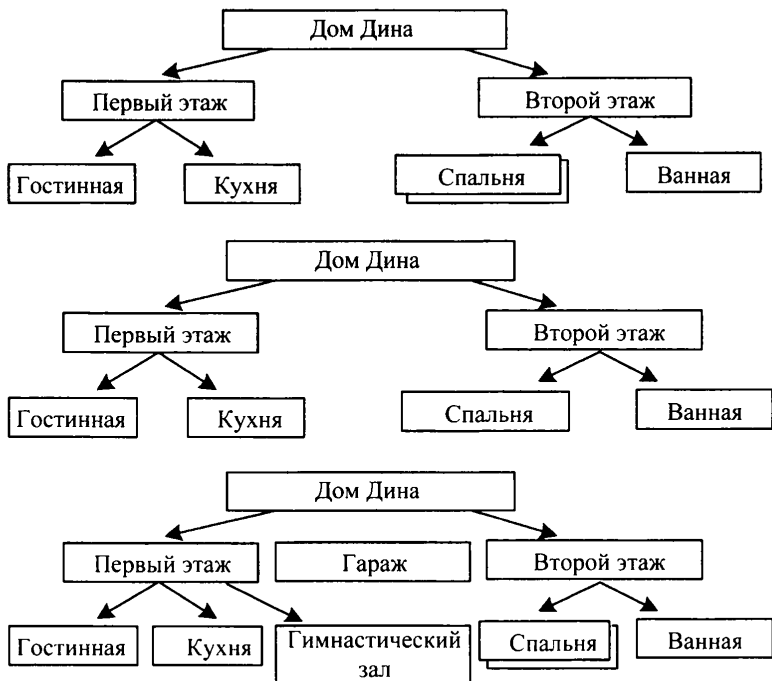 Дом Дина
Первый этаж
Второй этаж
Гостинная
Кухня
Спальня
Ванная
Дом Дина
Первый этаж
Второй этаж
Гостинная
Кухня
Спальня
Ванная
Дом Дина
Первый этаж
Гараж
Второй этаж
Гостинная
Кухня
Гимнастический
зал
Спальня
Ванная